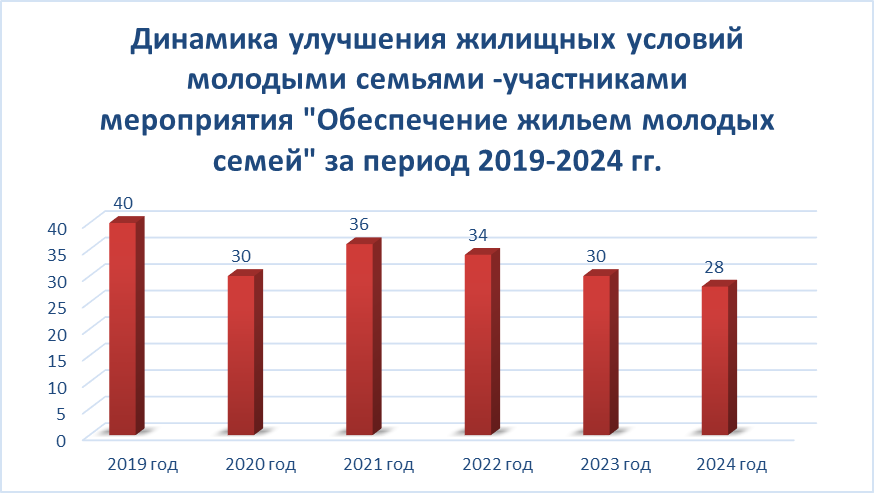 Динамика улучшения жилищных условий
молодыми семьями -участниками
мероприятия "Обеспечение жильем молодых
семей" за период 2019-2024 гг.
40
30
36
34
30
28
40
35
30
25
20
15
10
5
0
2019 год
2020 год
2021 год
2022 год
2023 год
2024 год